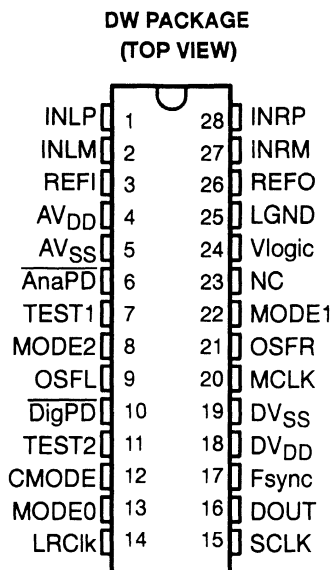 DW PACKAGE
(TOP VIEW)
INLP 1 28 INRP
INLM 2 27 INRM
REFI 3 26 REFO
AVDD 4 25 LGND
AVSS 5 24 Vlogic
AnaPD 6 23 NC
TEST1 7 22 MODE1
MODE2 8 21 OSFR
OSFL 9 20 MCLK
DigPD 10 19 DVSS
TEST2 11 18 DVDD
CMODE 12 17 Fsync
MODE0 13 16 DOUT
LRClk 14 15 SCLK